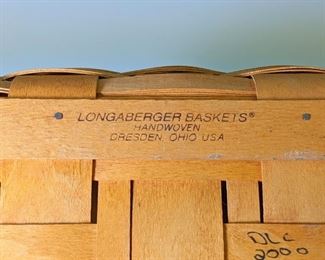 LONGABERGER BASKETS®
HANDWOVEN
DRESDEN, OHIO USA
DLC
2000